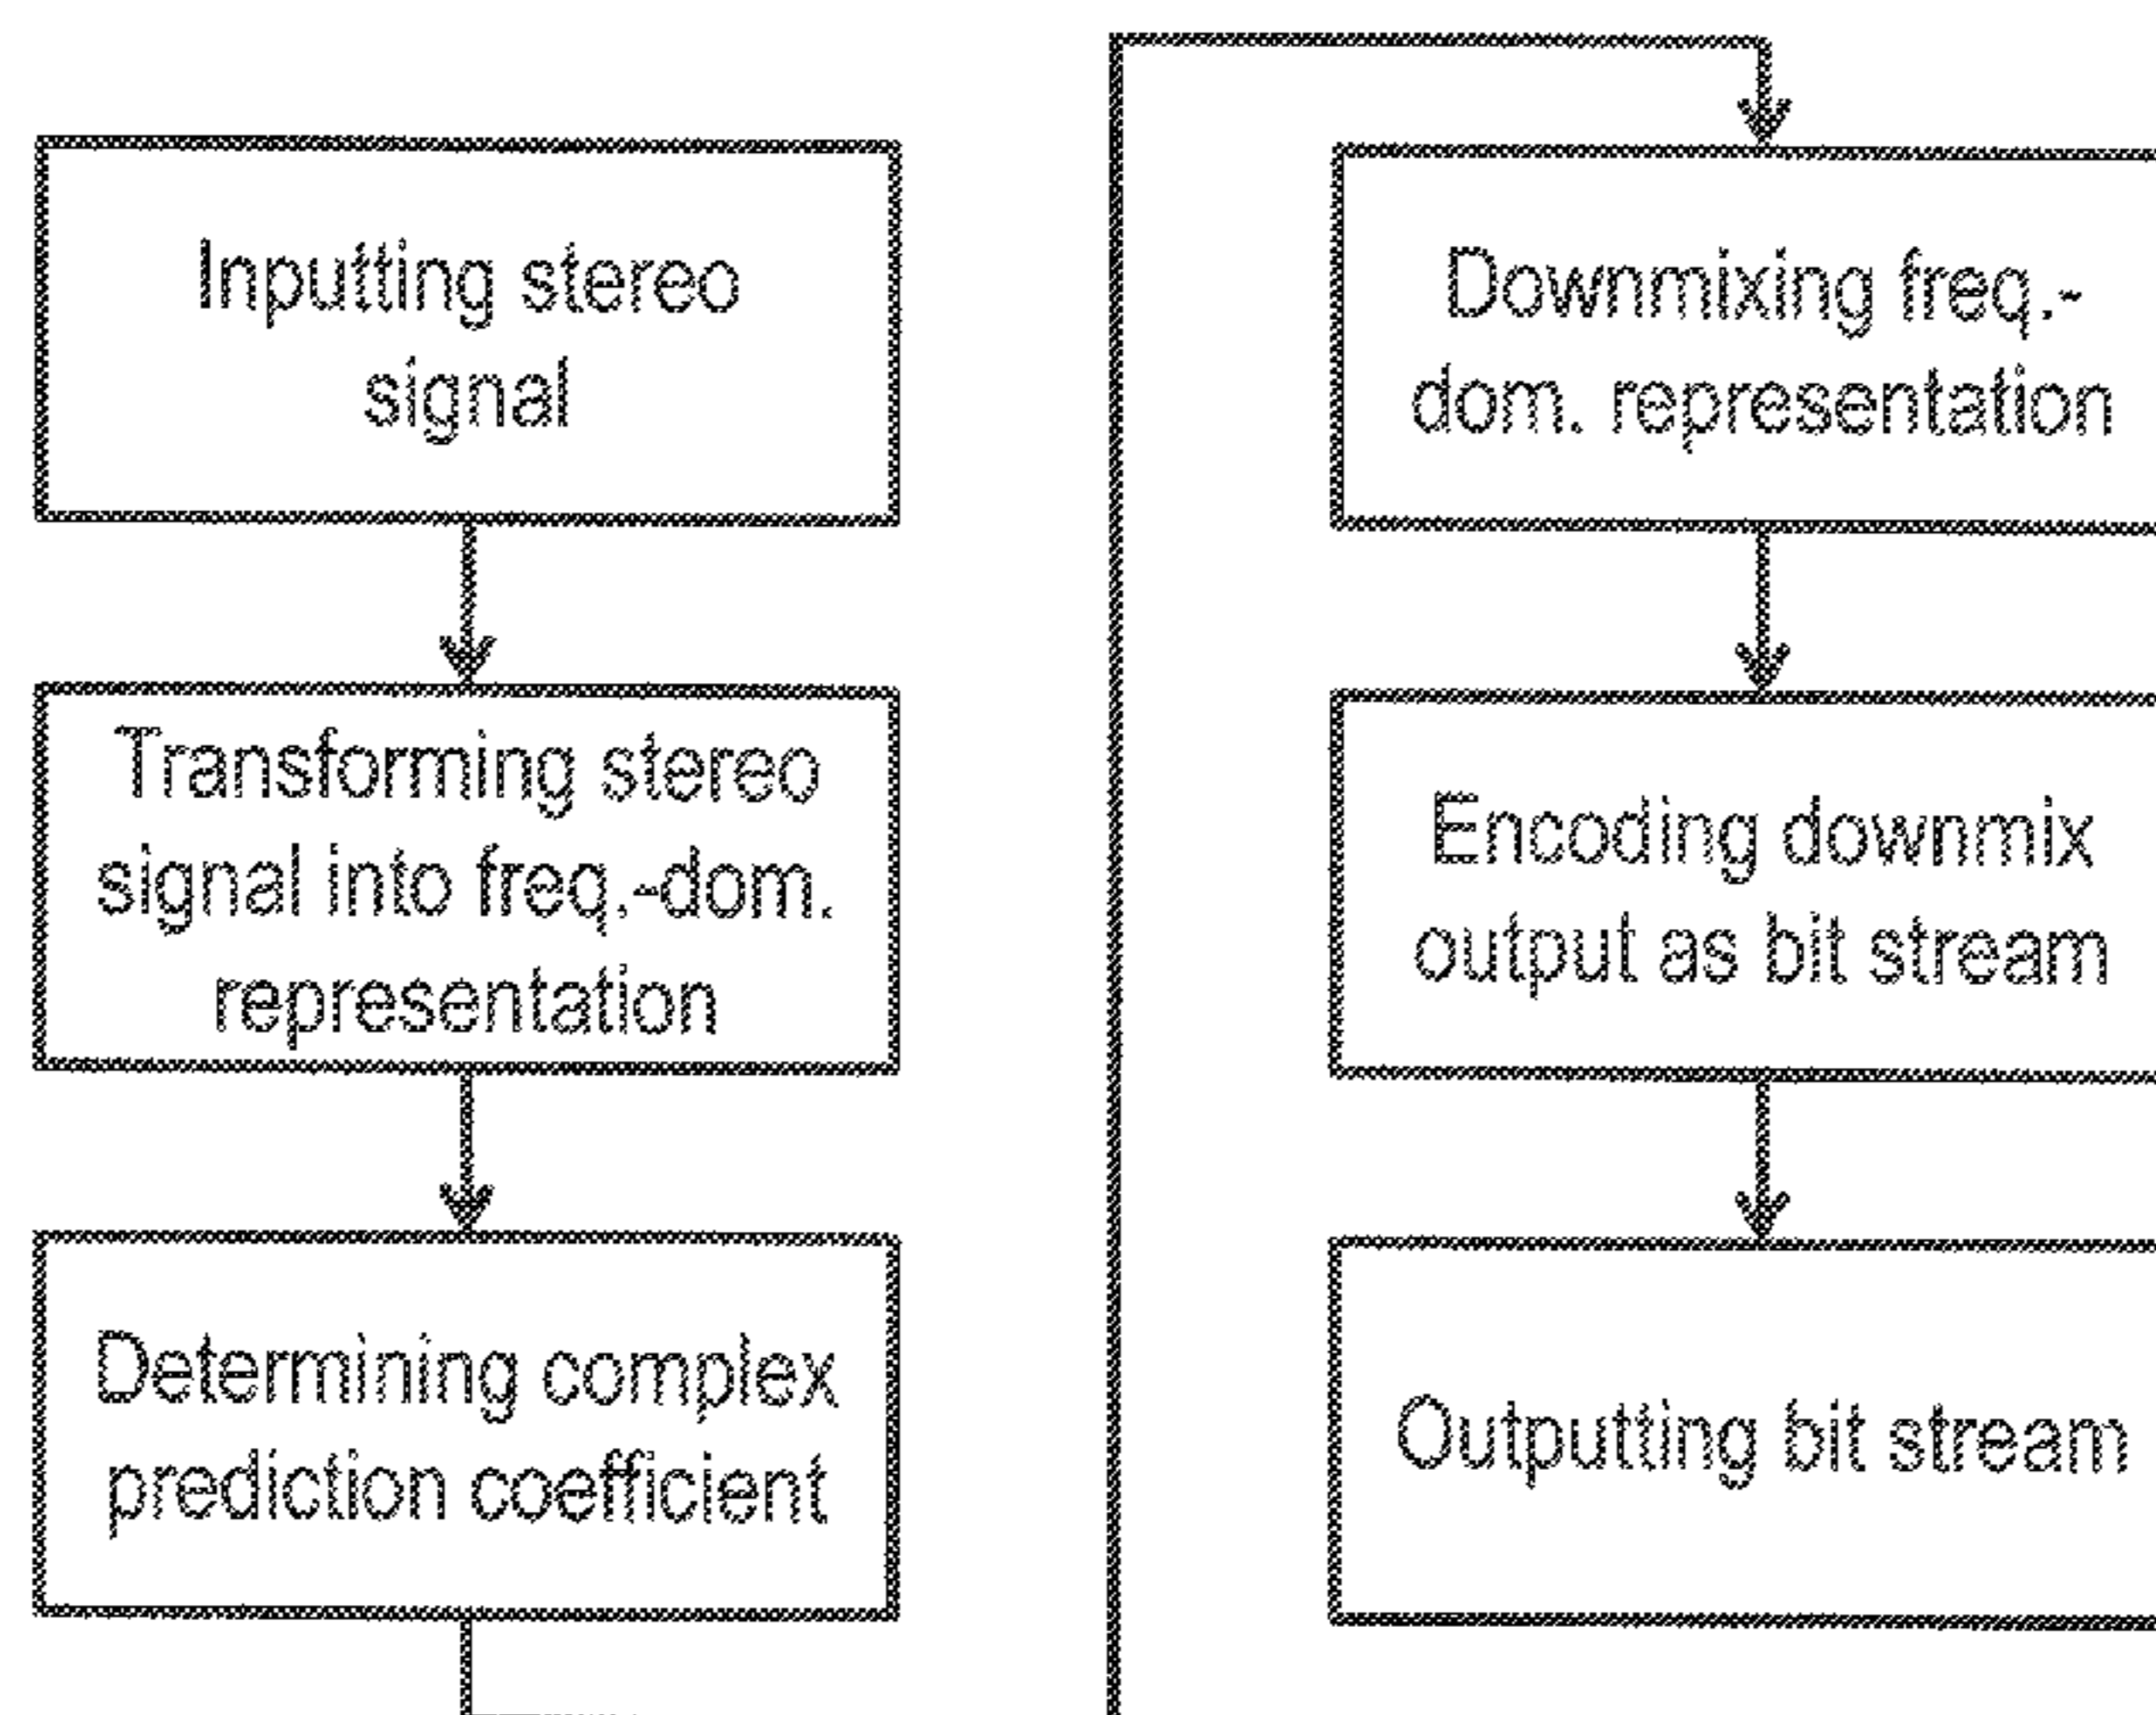 Inputting stereo
signal
Transforming stereo
signal into freq.-dom.
representation
Determining complex
prediction coefficient
Downmixing freq.-
dom. representation
Encoding downmix
output as bit stream
Outputting bit stream